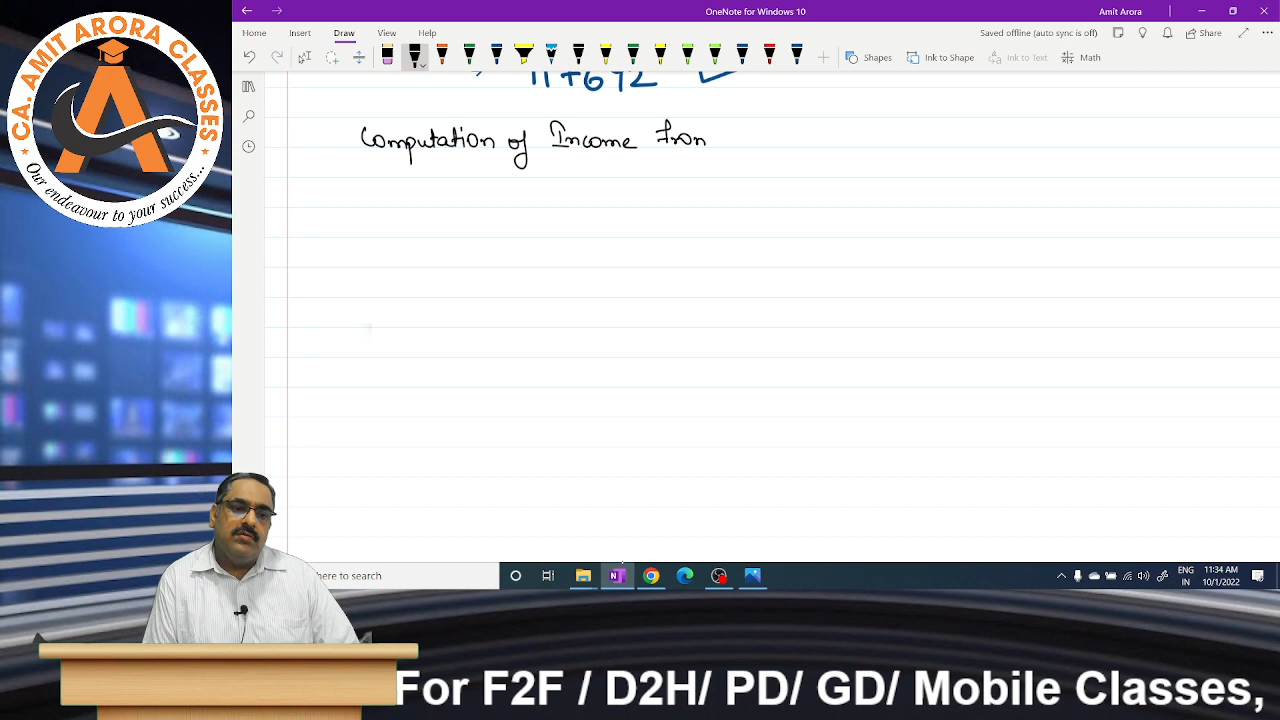 CA. AMIT ARORA CLASSES
Our endeavour to your success...
OneNote for Windows 10
Amit Arora
Home Insert Draw View Help
Saved offline (auto sync is off)
Share
Shapes
Ink to Shape
Ink to Text
Math
Computation of Income from
here to search
ENG
IN
11:34 AM
10/1/2022
For F2F / D2H/ PD/ GD/ Mobile Classes,